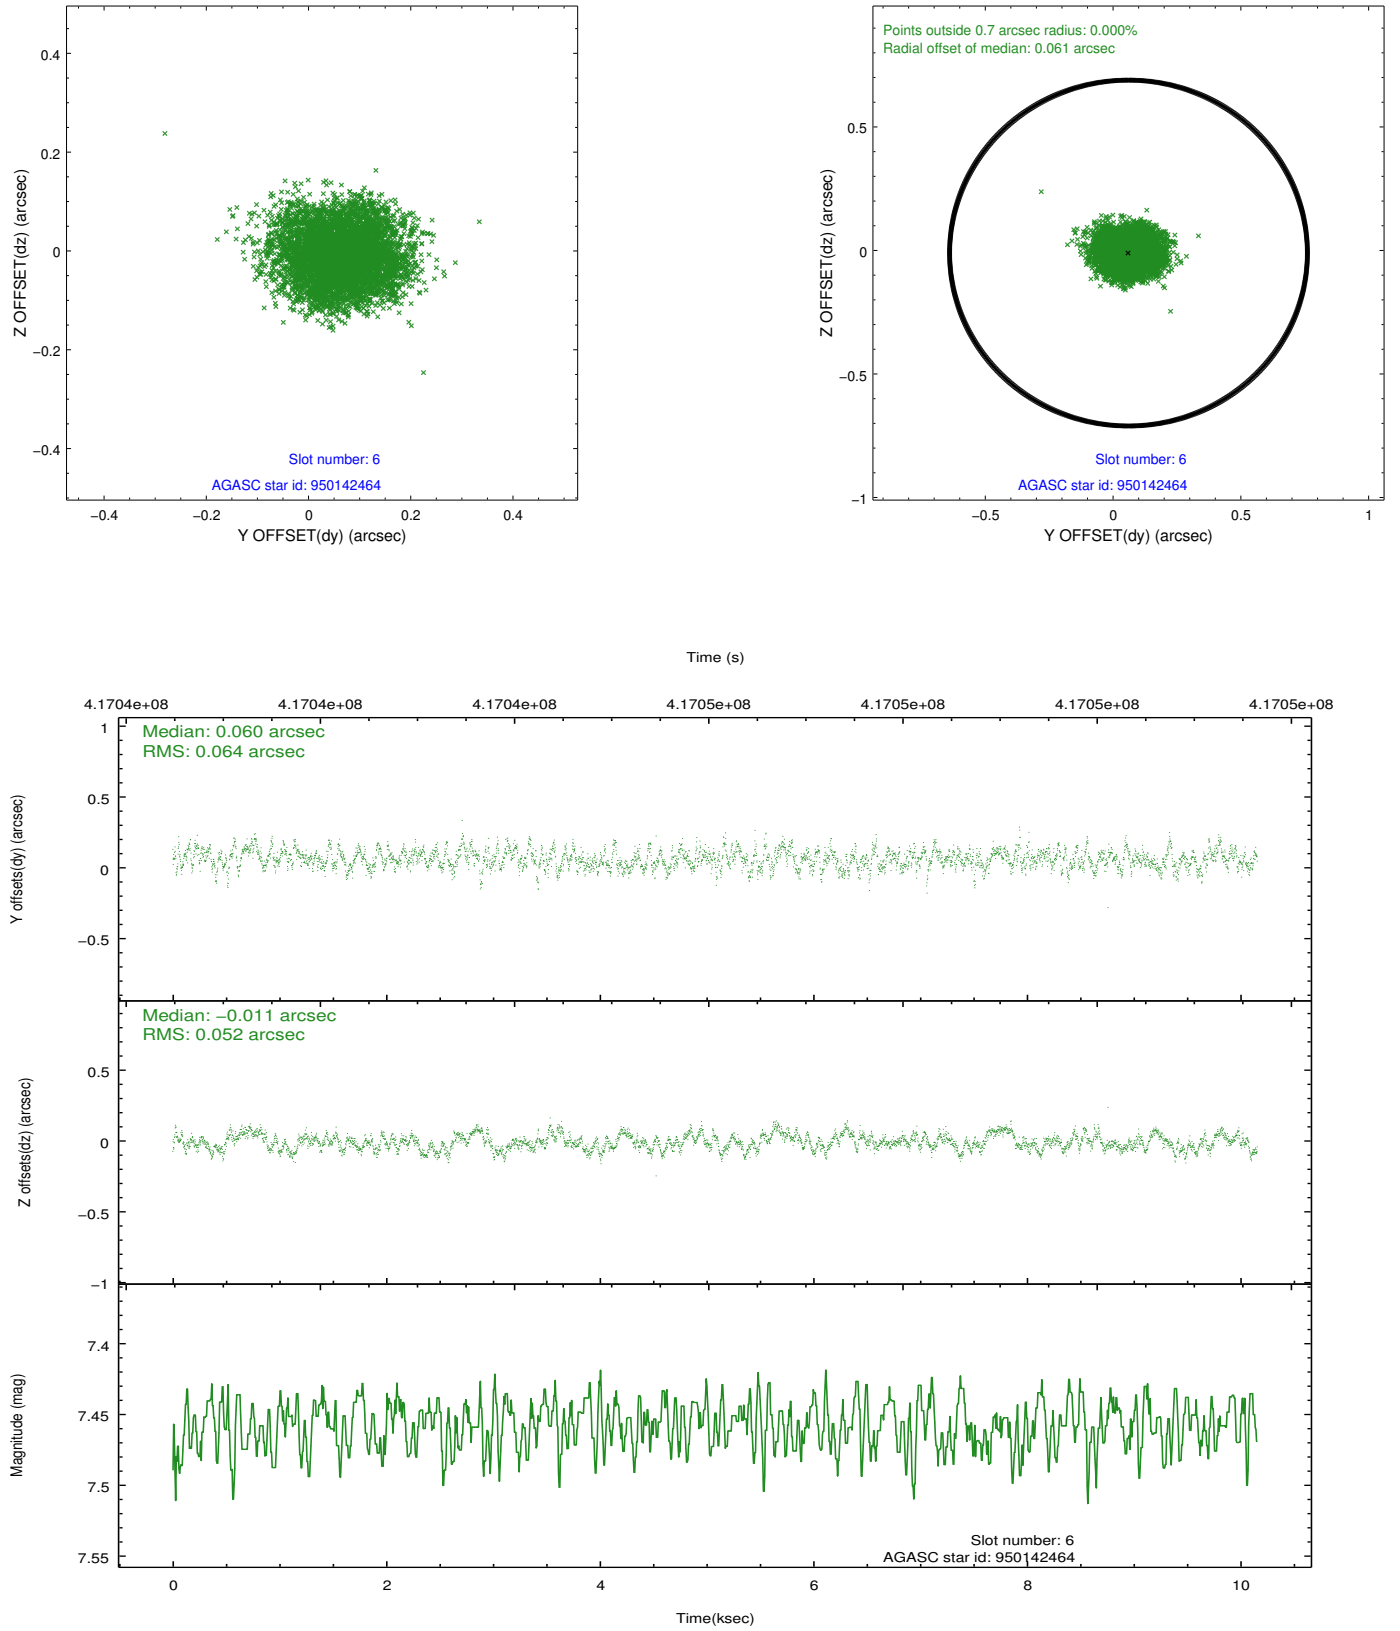 0.4
0.2
0
−0.2
−0.4
Z OFFSET(dz) (arcsec)
Slot number: 6
AGASC star id: 950142464
−0.4
−0.2
0
0.2
0.4
Y OFFSET(dy) (arcsec)
Points outside 0.7 arcsec radius: 0.000%
Radial offset of median: 0.061 arcsec
0.5
0
−0.5
−1
Z OFFSET(dz) (arcsec)
Slot number: 6
AGASC star id: 950142464
−0.5
0
0.5
1
Y OFFSET(dy) (arcsec)
Time (s)
4.1704e+08
4.1704e+08
4.1704e+08
4.1705e+08
4.1705e+08
4.1705e+08
4.1705e+08
Median: 0.060 arcsec
RMS: 0.064 arcsec
1
0.5
0
−0.5
Y offsets(dy) (arcsec)
Median: −0.011 arcsec
RMS: 0.052 arcsec
0.5
0
−0.5
−1
Z offsets(dz) (arcsec)
7.4
7.45
7.5
7.55
Magnitude (mag)
Slot number: 6
AGASC star id: 950142464
0
2
4
6
8
10
Time(ksec)